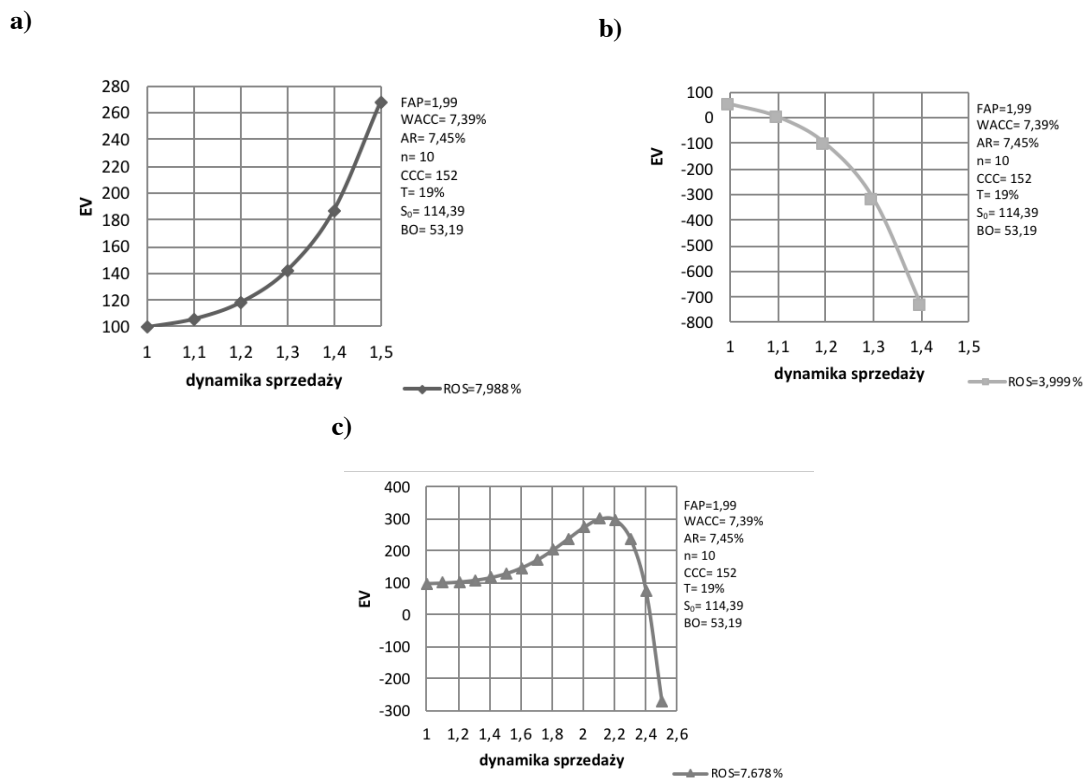 a)
280
260
240
220
200
180
160
140
120
100
EV
1 1,1 1,2 1,3 1,4 1,5
dynamika sprzedaży
FAP=1,99
WACC= 7,39%
AR= 7,45%
n= 10
CCC= 152
T= 19%
S₀= 114,39
BO= 53,19
ROS=7,988%
b)
100
0
-100
-200
-300
-400
-500
-600
-700
-800
EV
1 1,1 1,2 1,3 1,4 1,5
dynamika sprzedaży
FAP=1,99
WACC= 7,39%
AR= 7,45%
n= 10
CCC= 152
T= 19%
S₀= 114,39
BO= 53,19
ROS=3,999%
c)
400
300
200
100
0
-100
-200
-300
EV
1 1,2 1,4 1,6 1,8 2 2,2 2,4 2,6
dynamika sprzedaży
FAP=1,99
WACC= 7,39%
AR= 7,45%
n= 10
CCC= 152
T= 19%
S₀= 114,39
BO= 53,19
ROS=7,678%